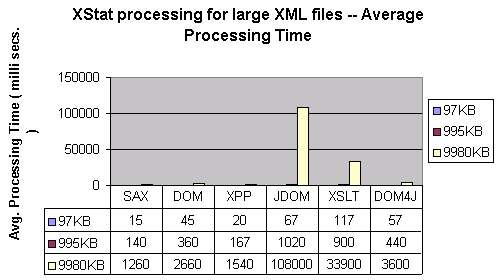 XStat processing for large XML files -- Average
Processing Time
Avg. Processing Time ( milli secs.
)
150000
100000
50000
0
97KB
995KB
9980KB
SAX DOM XPP JDOM XSLT DOM4J
97KB 15 45 20 67 117 57
995KB 140 360 167 1020 900 440
9980KB 1260 2660 1540 108000 33900 3600